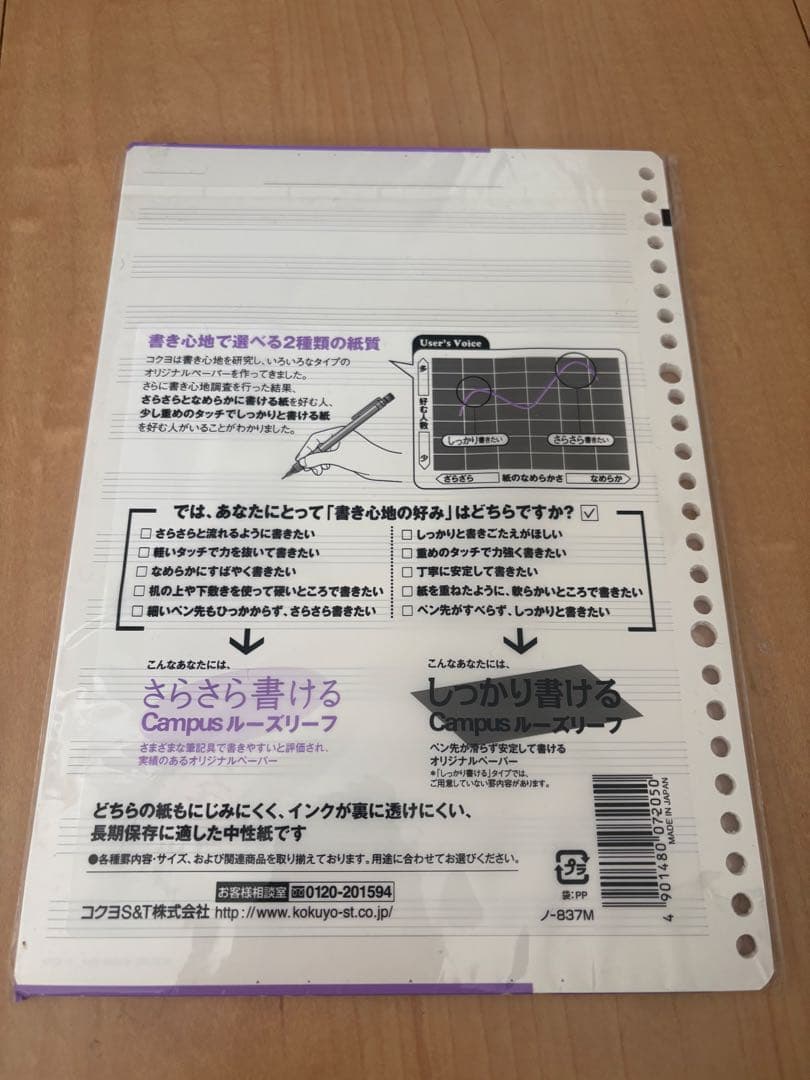 書き心地で選べる2種類の紙質
コクヨは書き心地を研究し、いろいろなタイプの
オリジナルペーパーを作ってきました。
さらに書き心地調査を行った結果、
さらさらとなめらかに書ける紙を好む人、
少し重めのタッチでしっかりと書ける紙
を好む人がいることがわかりました。
User's Voice
多
好む人数
少
しっかり書きたい
さらさら書きたい
ざらざら
紙のなめらかさ
なめらか
では、あなたにとって「書き心地の好み」はどちらですか?
さらさらと流れるように書きたい
軽いタッチで力を抜いて書きたい
なめらかにすばやく書きたい
机の上や下敷きを使って硬いところで書きたい
細いペン先もひっかからず、さらさら書きたい
しっかりと書きごたえがほしい
重めのタッチで力強く書きたい
丁寧に安定して書きたい
紙を重ねたように、軟らかいところで書きたい
ペン先がすべらず、しっかりと書きたい
こんなあなたには、
さらさら書ける
Campus ルーズリーフ
さまざまな筆記具で書きやすいと評価され、
実績のあるオリジナルペーパー
こんなあなたには、
しっかり書ける
Campus ルーズリーフ
ペン先が滑らず安定して書ける
オリジナルペーパー
*「しっかり書ける」タイプでは、
ご用意していない罫内容があります。
どちらの紙もにじみにくく、インクが裏に透けにくい、
長期保存に適した中性紙です
●各種罫内容・サイズ、および関連商品を取り揃えております。用途に合わせてお選びください。
お客様相談室 0120-201594
コクヨS&T株式会社 http://www.kokuyo-st.co.jp/
プラ
袋:PP
ノ-837M
4 901480 072050
MADE IN JAPAN